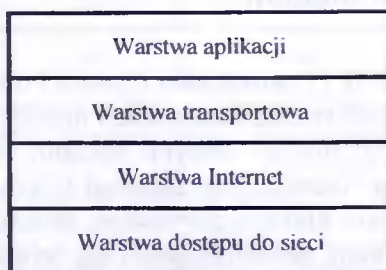 Warstwa aplikacji
Warstwa transportowa
Warstwa Internet
Warstwa dostępu do sieci